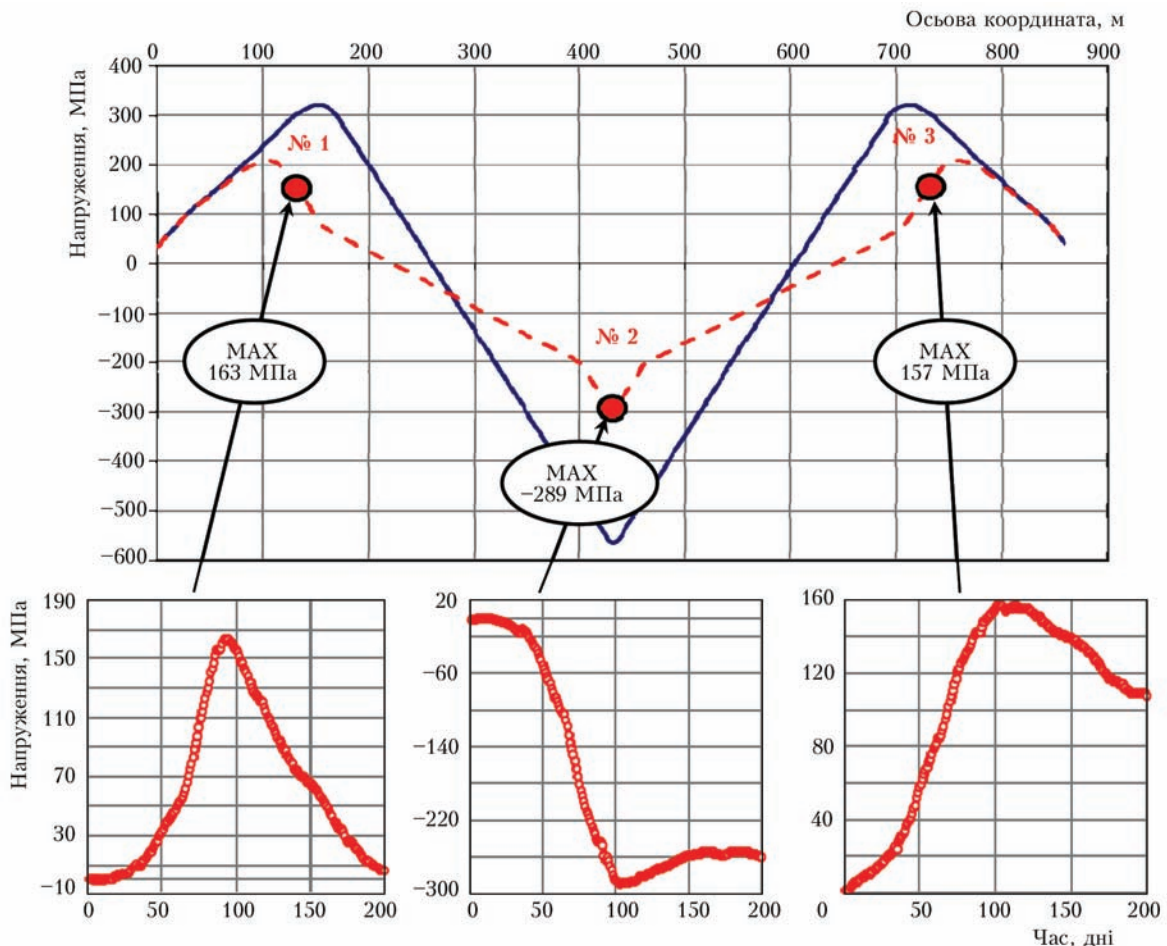 Осьова координата, м
0 100 200 300 400 500 600 700 800 900
Напруження, МПа
400
300
200
100
0
−100
−200
−300
−400
−500
−600
№ 1
№ 3
№ 2
MAX
163 МПа
MAX
−289 МПа
MAX
157 МПа
Напруження, МПа
190
150
110
70
30
−10
0 50 100 150 200
20
−60
−140
−220
−300
0 50 100 150 200
160
120
80
40
0 50 100 150 200
Час, дні